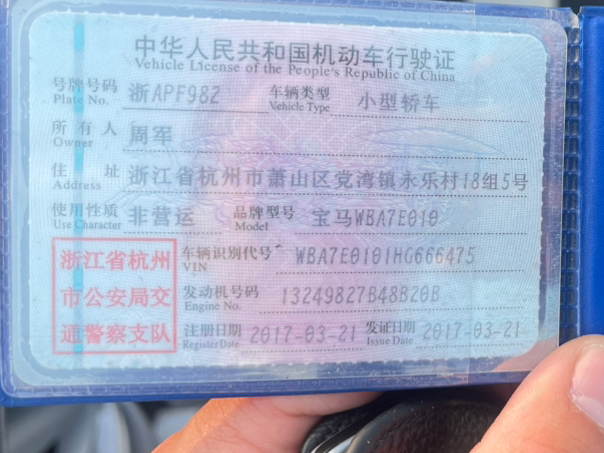 中华人民共和国机动车行驶证
Vehicle License of the People's Republic of China
号牌号码 浙APF982 车辆类型 小型轿车
Plate No. Vehicle Type
所有人 周军
Owner
住址 浙江省杭州市萧山区党湾镇永乐村18组5号
Address
使用性质 非营运 品牌型号 宝马WBA7E010
Use Character Model
浙江省杭州 车辆识别代号 WBA7E0101HG666475
VIN
市公安局交 发动机号码 13249827B48B20B
Engine No.
通警察支队 注册日期 2017-03-21 发证日期 2017-03-21
Register Date Issue Date